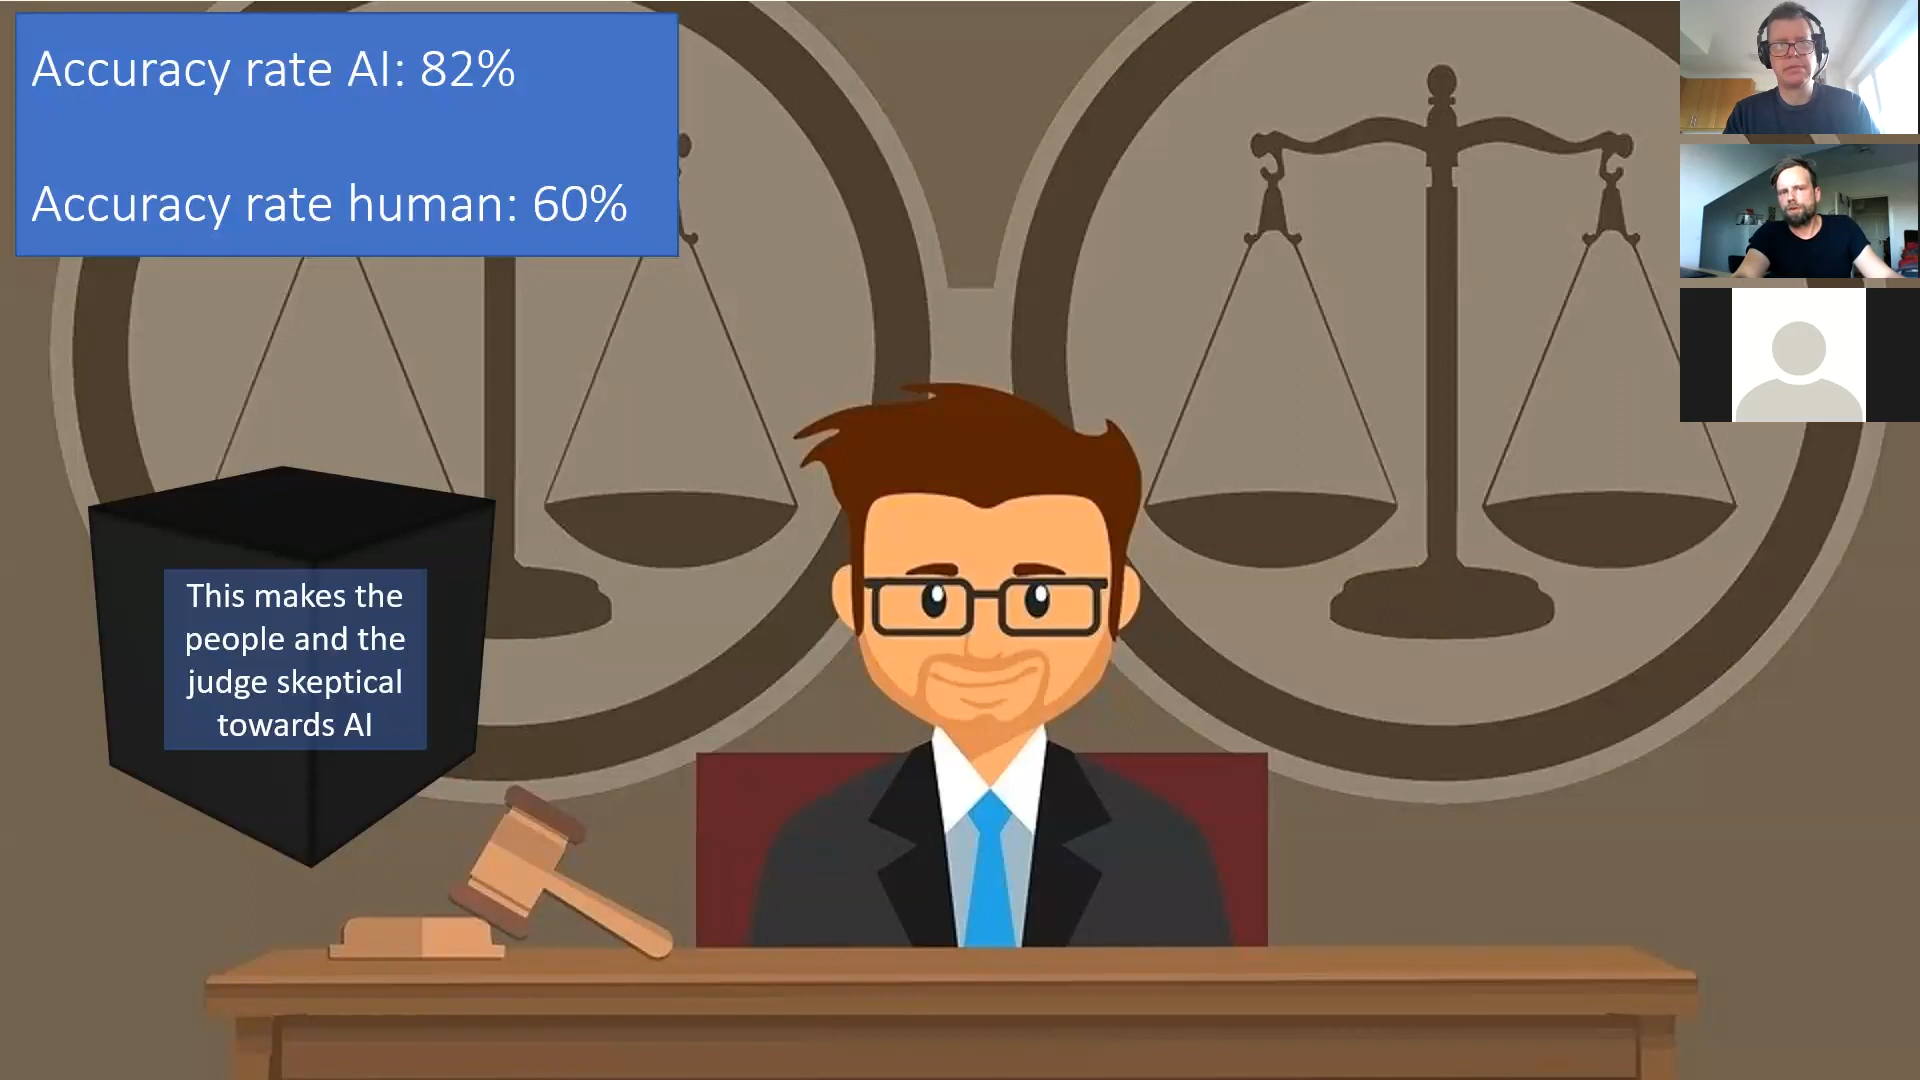 Accuracy rate AI: 82%
Accuracy rate human: 60%
This makes the
people and the
judge skeptical
towards AI